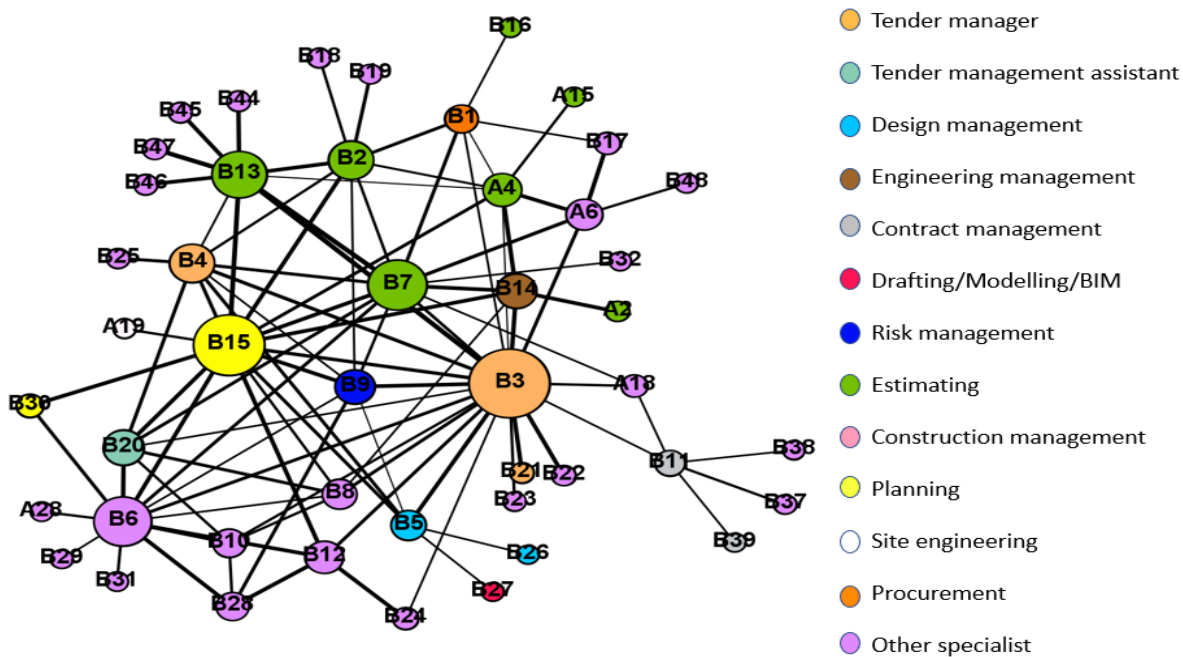 B16
B18
B19
A15
B45
B44
B1
B17
B47
B2
B13
B46
A4
B48
A6
B25
B4
B32
B7
B14
A2
A19
B15
B3
B9
A18
B30
B20
B11
B38
B21
B22
B8
B23
B37
A28
B6
B5
B10
B39
B29
B12
B26
B31
B27
B28
B24
Tender manager
Tender management assistant
Design management
Engineering management
Contract management
Drafting/Modelling/BIM
Risk management
Estimating
Construction management
Planning
Site engineering
Procurement
Other specialist